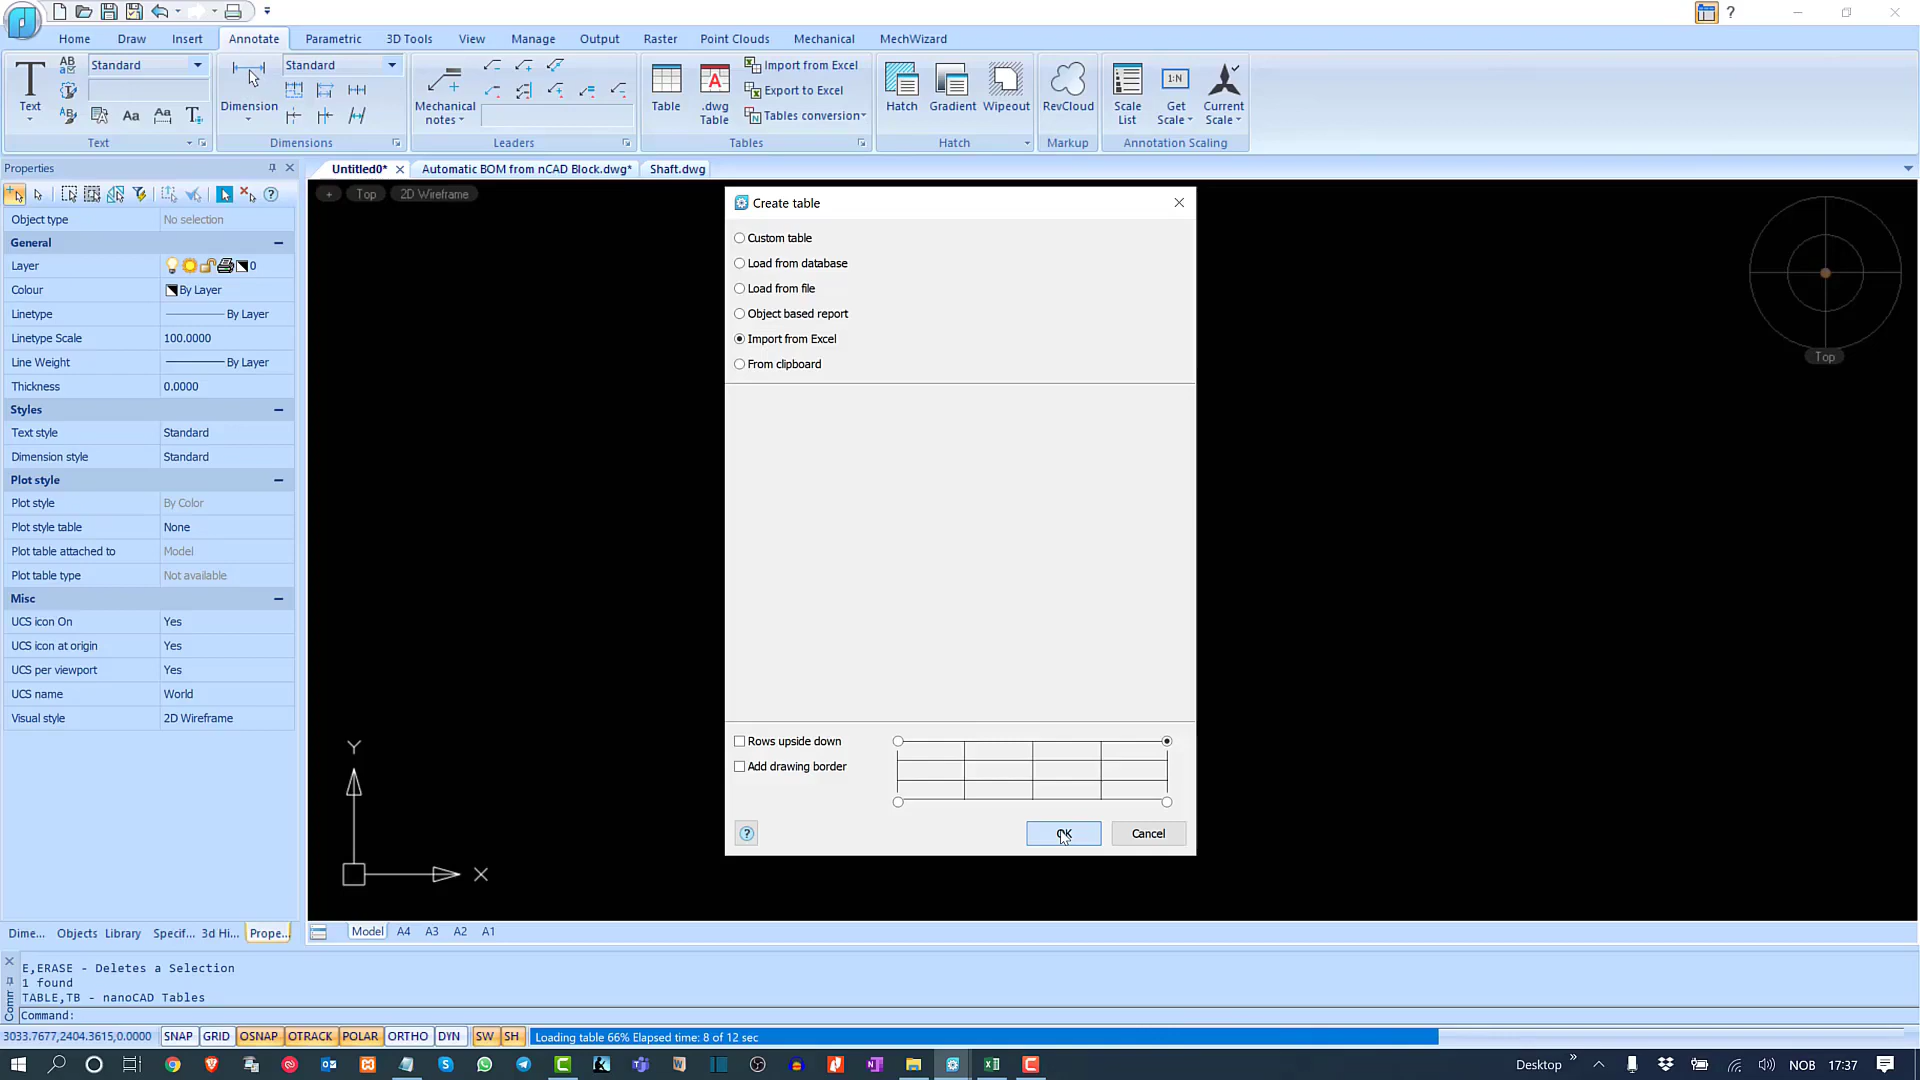 Home Draw Insert Annotate Parametric 3D Tools View Manage Output Raster Point Clouds Mechanical MechWizard
Text
Standard
Text
Dimension
Standard
Dimensions
Mechanical notes
Leaders
Table
.dwg Table
Import from Excel
Export to Excel
Tables conversion
Tables
Hatch
Gradient
Wipeout
Hatch
RevCloud
Markup
Scale List
1:N
Get Scale
Current Scale
Annotation Scaling
Properties
Untitled0*
Automatic BOM from nCAD Block.dwg*
Shaft.dwg
+ Top 2D Wireframe
Object type No selection
General
Layer 0
Colour By Layer
Linetype By Layer
Linetype Scale 100.0000
Line Weight By Layer
Thickness 0.0000
Styles
Text style Standard
Dimension style Standard
Plot style
Plot style By Color
Plot style table None
Plot table attached to Model
Plot table type Not available
Misc
UCS icon On Yes
UCS icon at origin Yes
UCS per viewport Yes
UCS name World
Visual style 2D Wireframe
Create table
Custom table
Load from database
Load from file
Object based report
Import from Excel
From clipboard
Rows upside down
Add drawing border
OK
Cancel
Top
Y
X
Dime... Objects Library Specif... 3d Hi... Prope...
Model A4 A3 A2 A1
Comm
E,ERASE - Deletes a Selection
1 found
TABLE,TB - nanoCAD Tables
Command:
3033.7677,2404.3615,0.0000 SNAP GRID OSNAP OTRACK POLAR ORTHO DYN SW SH Loading table 66% Elapsed time: 8 of 12 sec
Desktop NOB 17:37